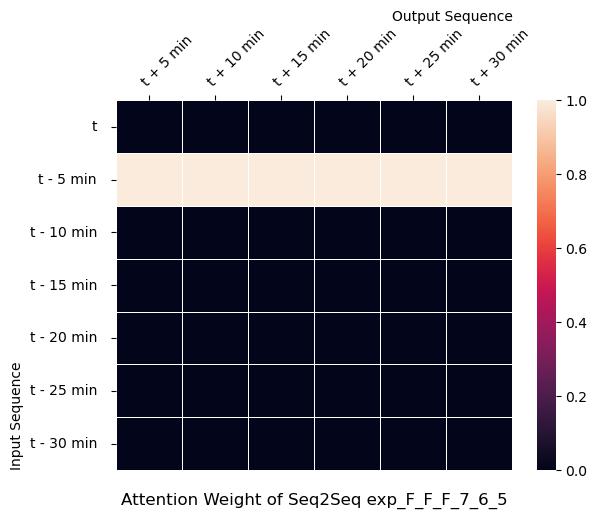 Output Sequence
t + 5 min
t + 10 min
t + 15 min
t + 20 min
t + 25 min
t + 30 min
t
t - 5 min
t - 10 min
t - 15 min
t - 20 min
t - 25 min
t - 30 min
Input Sequence
1.0
0.8
0.6
0.4
0.2
0.0
Attention Weight of Seq2Seq exp_F_F_F_7_6_5